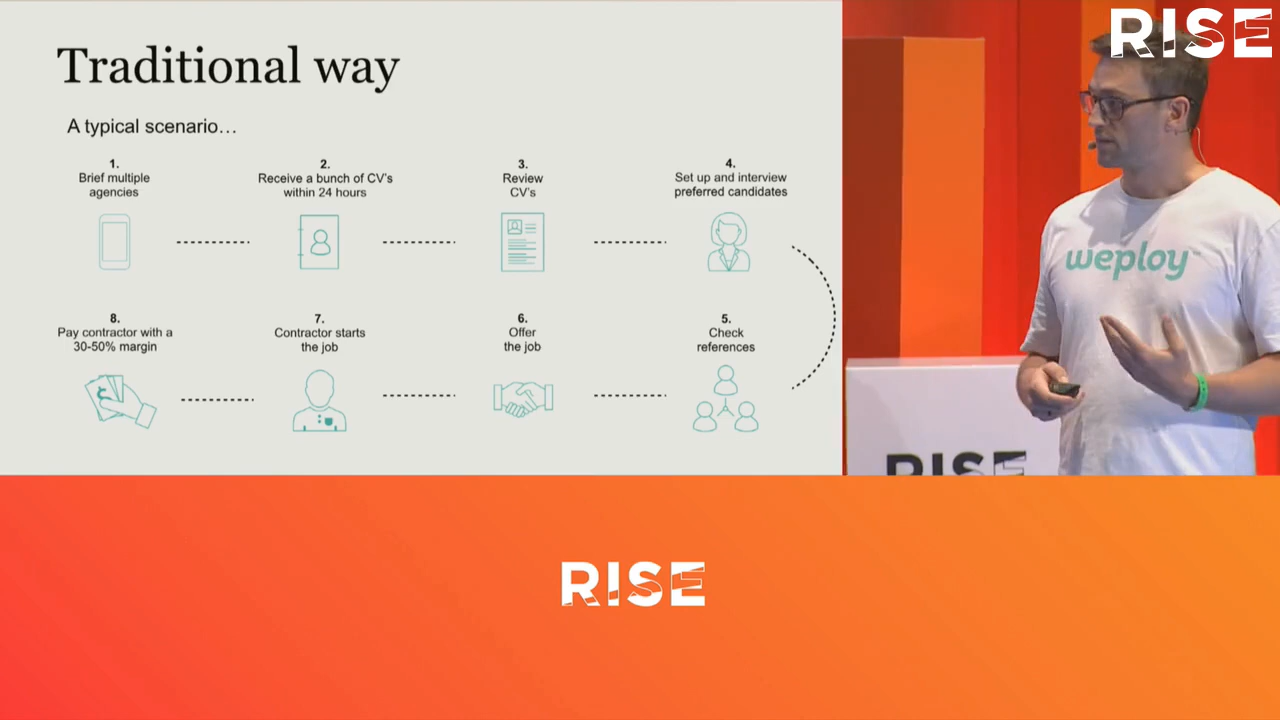 Traditional way
A typical scenario…
1.
Brief multiple
agencies
2.
Receive a bunch of CV's
within 24 hours
3.
Review
CV's
4.
Set up and interview
preferred candidates
8.
Pay contractor with a
30-50% margin
7.
Contractor starts
the job
6.
Offer
the job
5.
Check
references
RISE
weploy
RISE
RISE